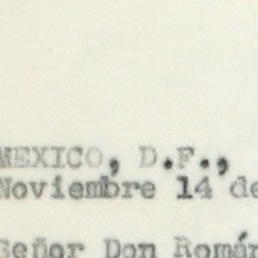 MEXICO, D.F.,
Noviembre 14 de
Señor Don Román